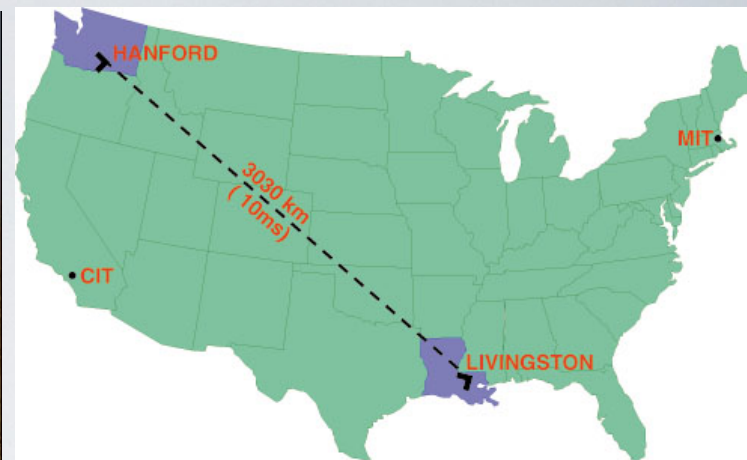 HANFORD
MIT
3030 km
( 10ms)
CIT
LIVINGSTON